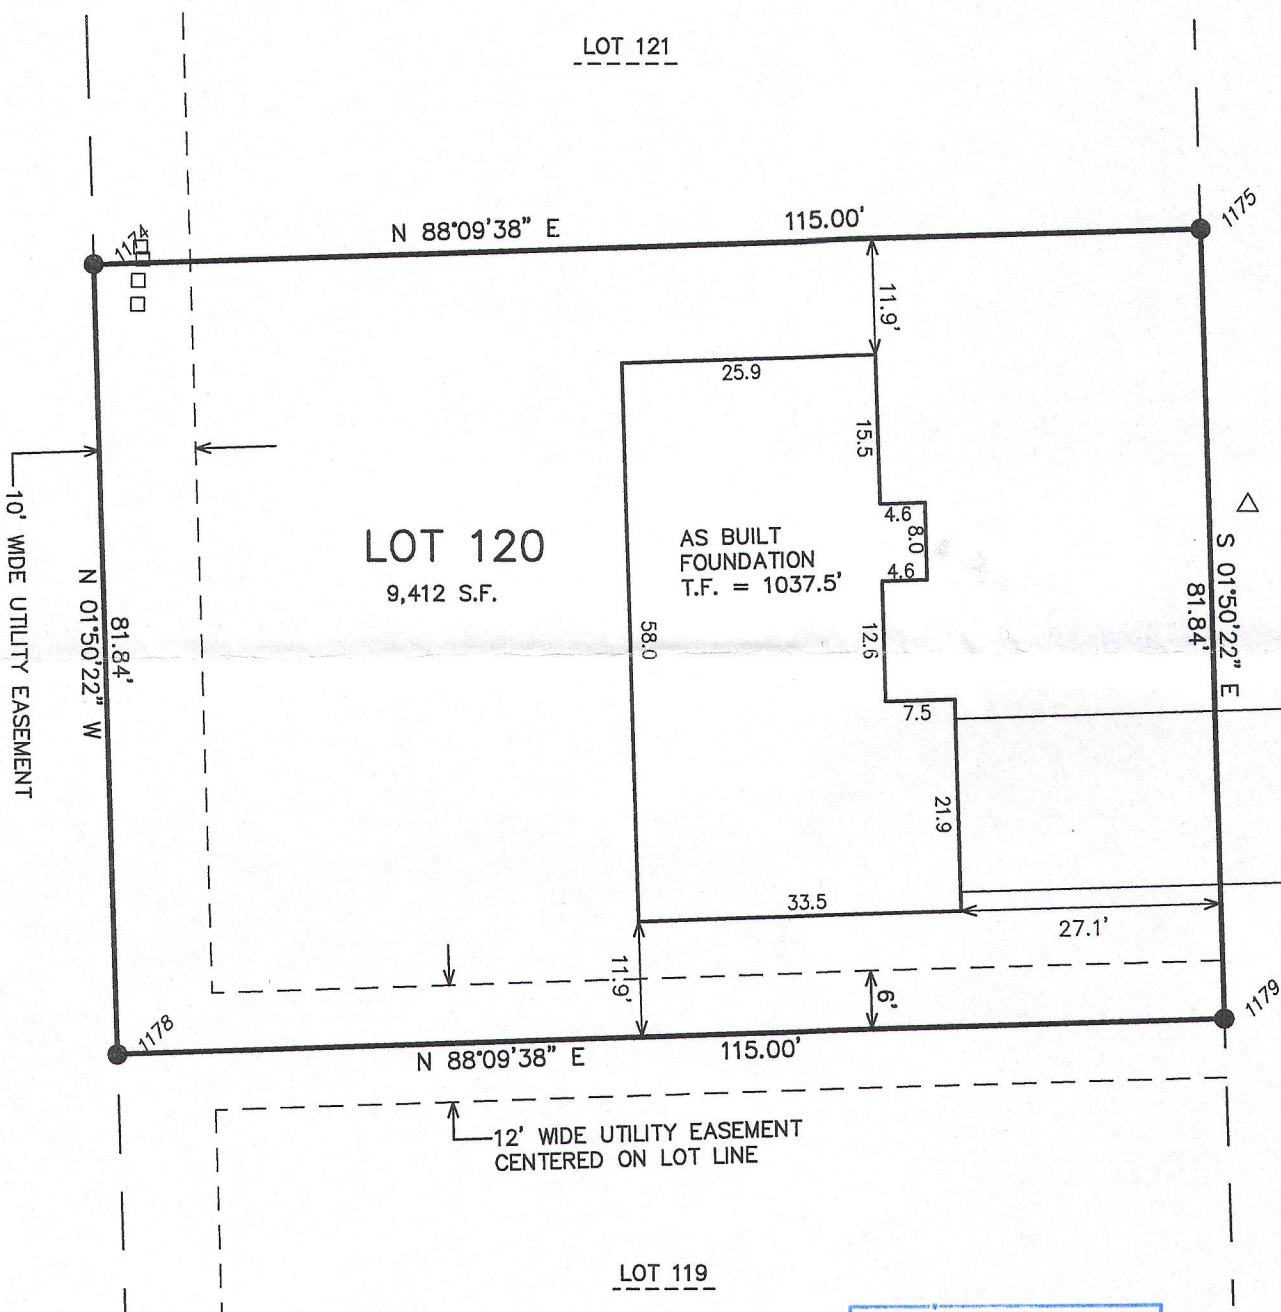 LOT 121
1174
N 88°09'38" E
115.00'
1175
11.9'
25.9
15.5
4.6
8.0
4.6
12.6
7.5
21.9
33.5
58.0
LOT 120
9,412 S.F.
AS BUILT
FOUNDATION
T.F. = 1037.5'
S 01°50'22" E
81.84'
10' WIDE UTILITY EASEMENT
N 01°50'22" W
81.84'
27.1'
11.9'
6'
1178
N 88°09'38" E
115.00'
1179
12' WIDE UTILITY EASEMENT
CENTERED ON LOT LINE
LOT 119